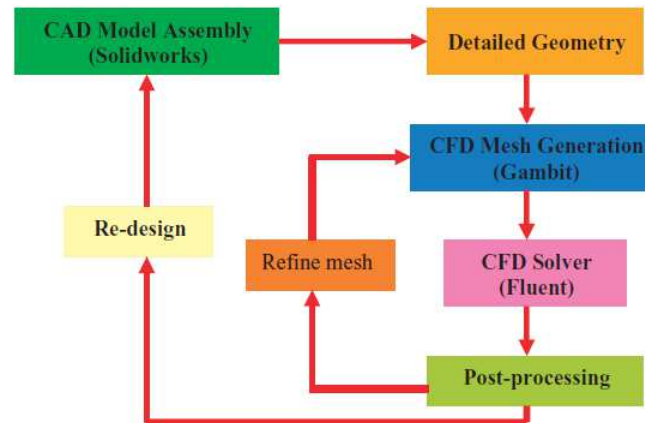 CAD Model Assembly
(Solidworks)
Detailed Geometry
CFD Mesh Generation
(Gambit)
Re-design
Refine mesh
CFD Solver
(Fluent)
Post-processing